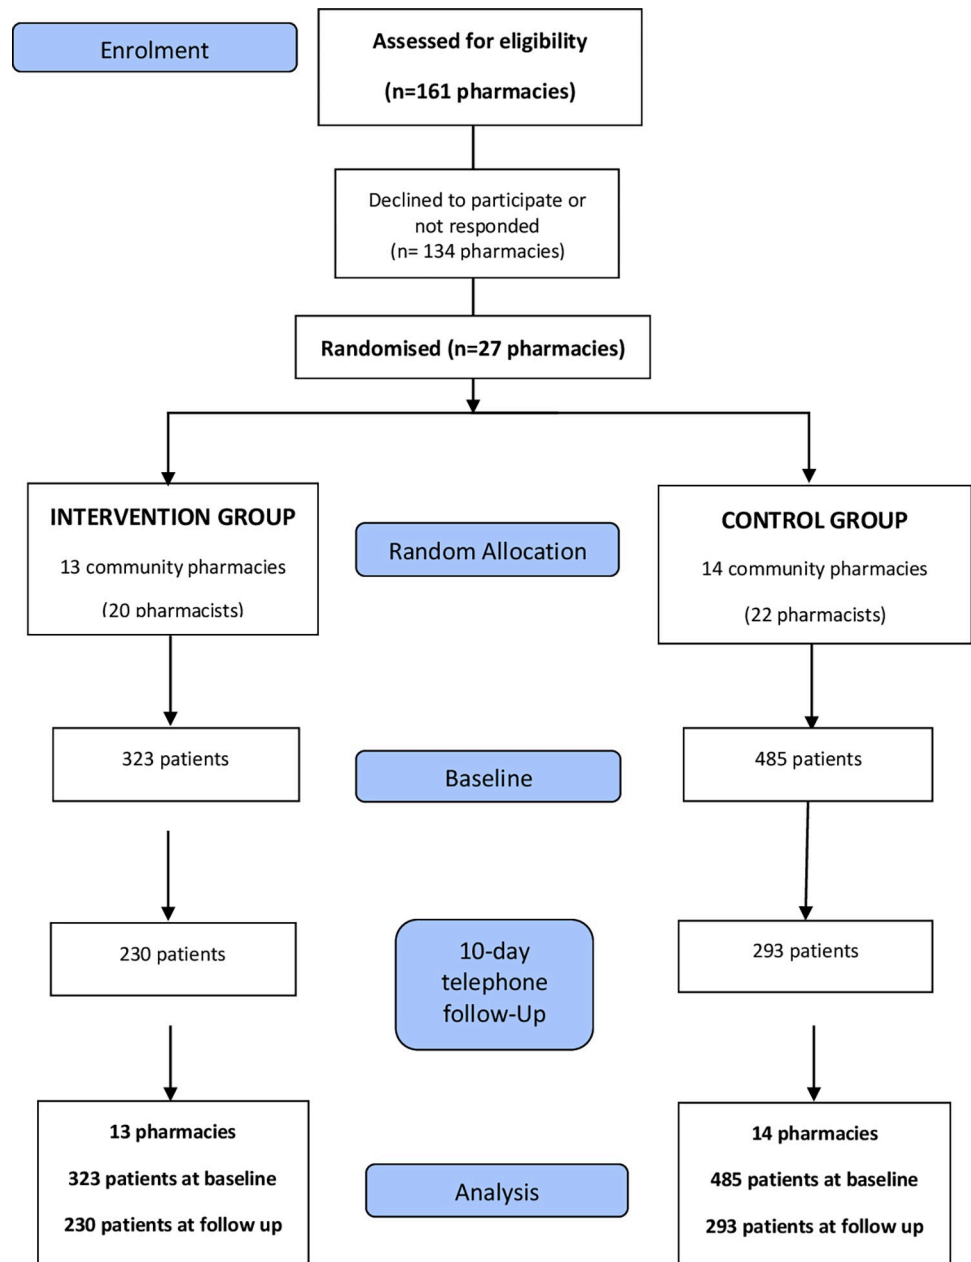 Enrolment
Assessed for eligibility
(n=161 pharmacies)
Declined to participate or
not responded
(n= 134 pharmacies)
Randomised (n=27 pharmacies)
INTERVENTION GROUP
13 community pharmacies
(20 pharmacists)
Random Allocation
CONTROL GROUP
14 community pharmacies
(22 pharmacists)
323 patients
Baseline
485 patients
230 patients
10-day
telephone
follow-Up
293 patients
13 pharmacies
323 patients at baseline
230 patients at follow up
Analysis
14 pharmacies
485 patients at baseline
293 patients at follow up